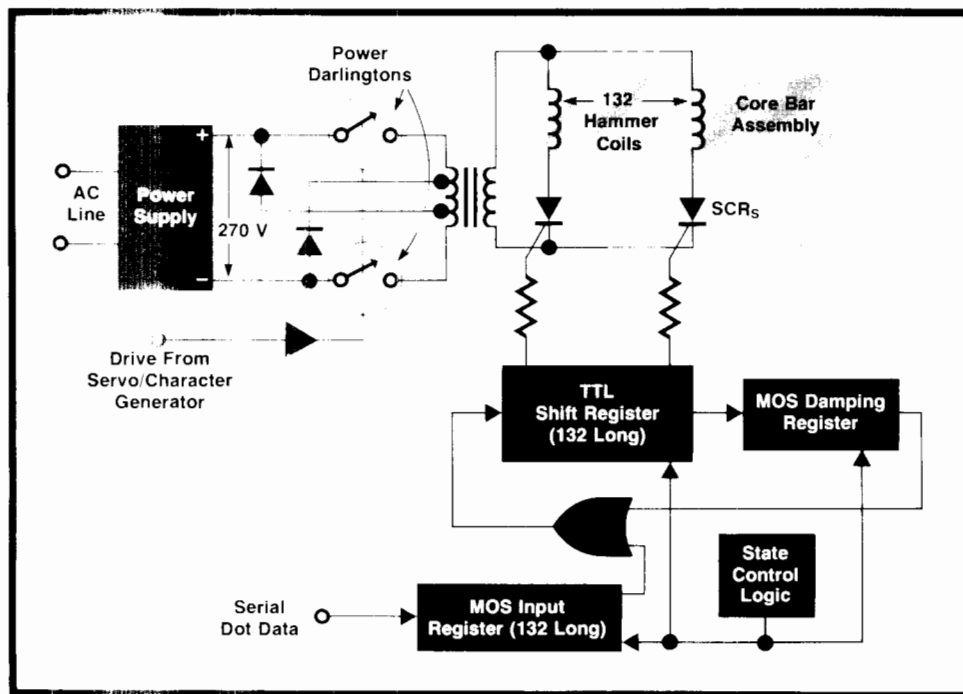 Power
Darlingtons
132
Hammer
Coils
Core Bar
Assembly
+
AC
Line
Power
Supply
270 V
SCRS
−
Drive From
Servo/Character
Generator
TTL
Shift Register
(132 Long)
MOS Damping
Register
State
Control
Logic
Serial
Dot Data
MOS Input
Register (132 Long)